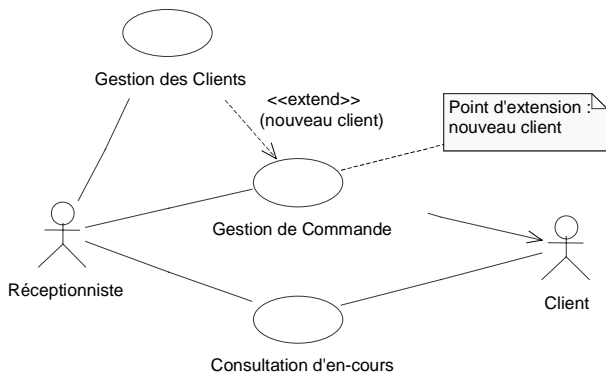 Gestion des Clients
<<extend>>
(nouveau client)
Point d'extension :
nouveau client
Gestion de Commande
Réceptionniste
Client
Consultation d'en-cours